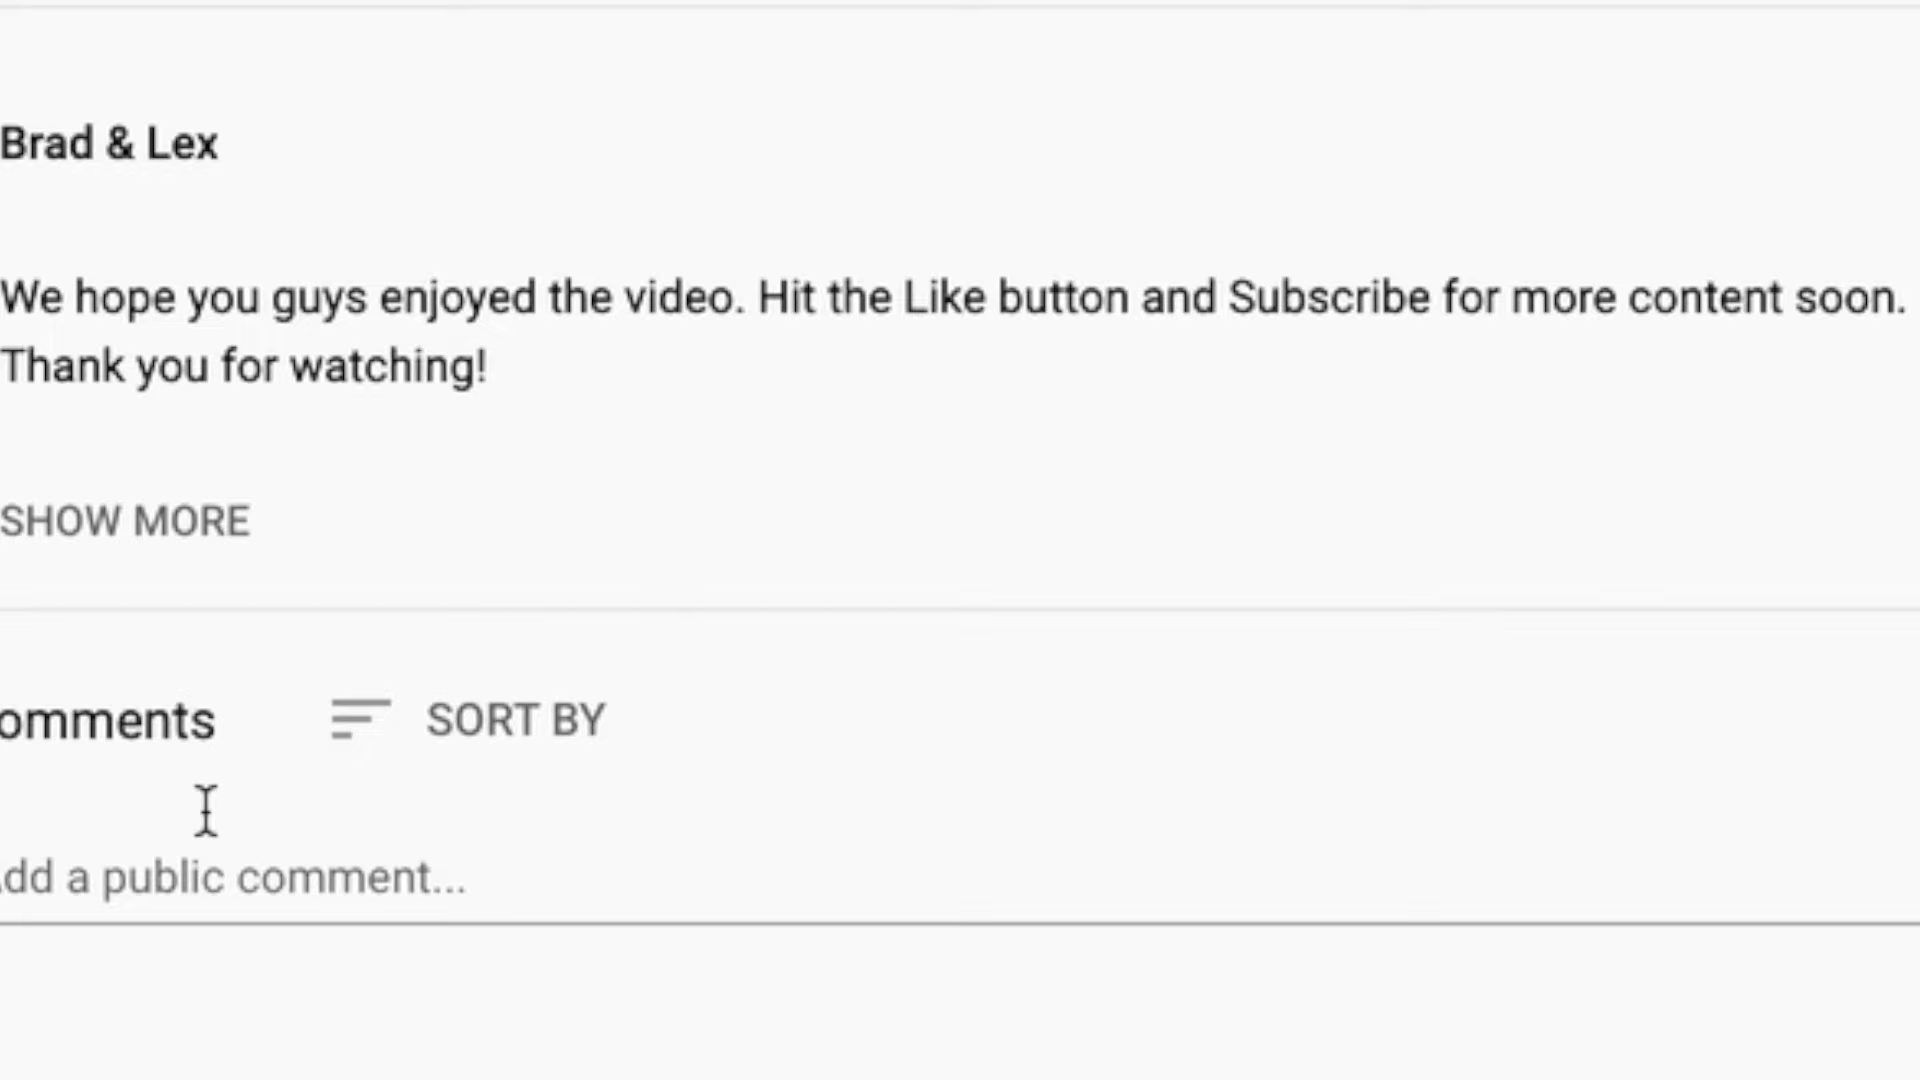 Brad & Lex
We hope you guys enjoyed the video. Hit the Like button and Subscribe for more content soon.
Thank you for watching!
SHOW MORE
omments
SORT BY
dd a public comment...